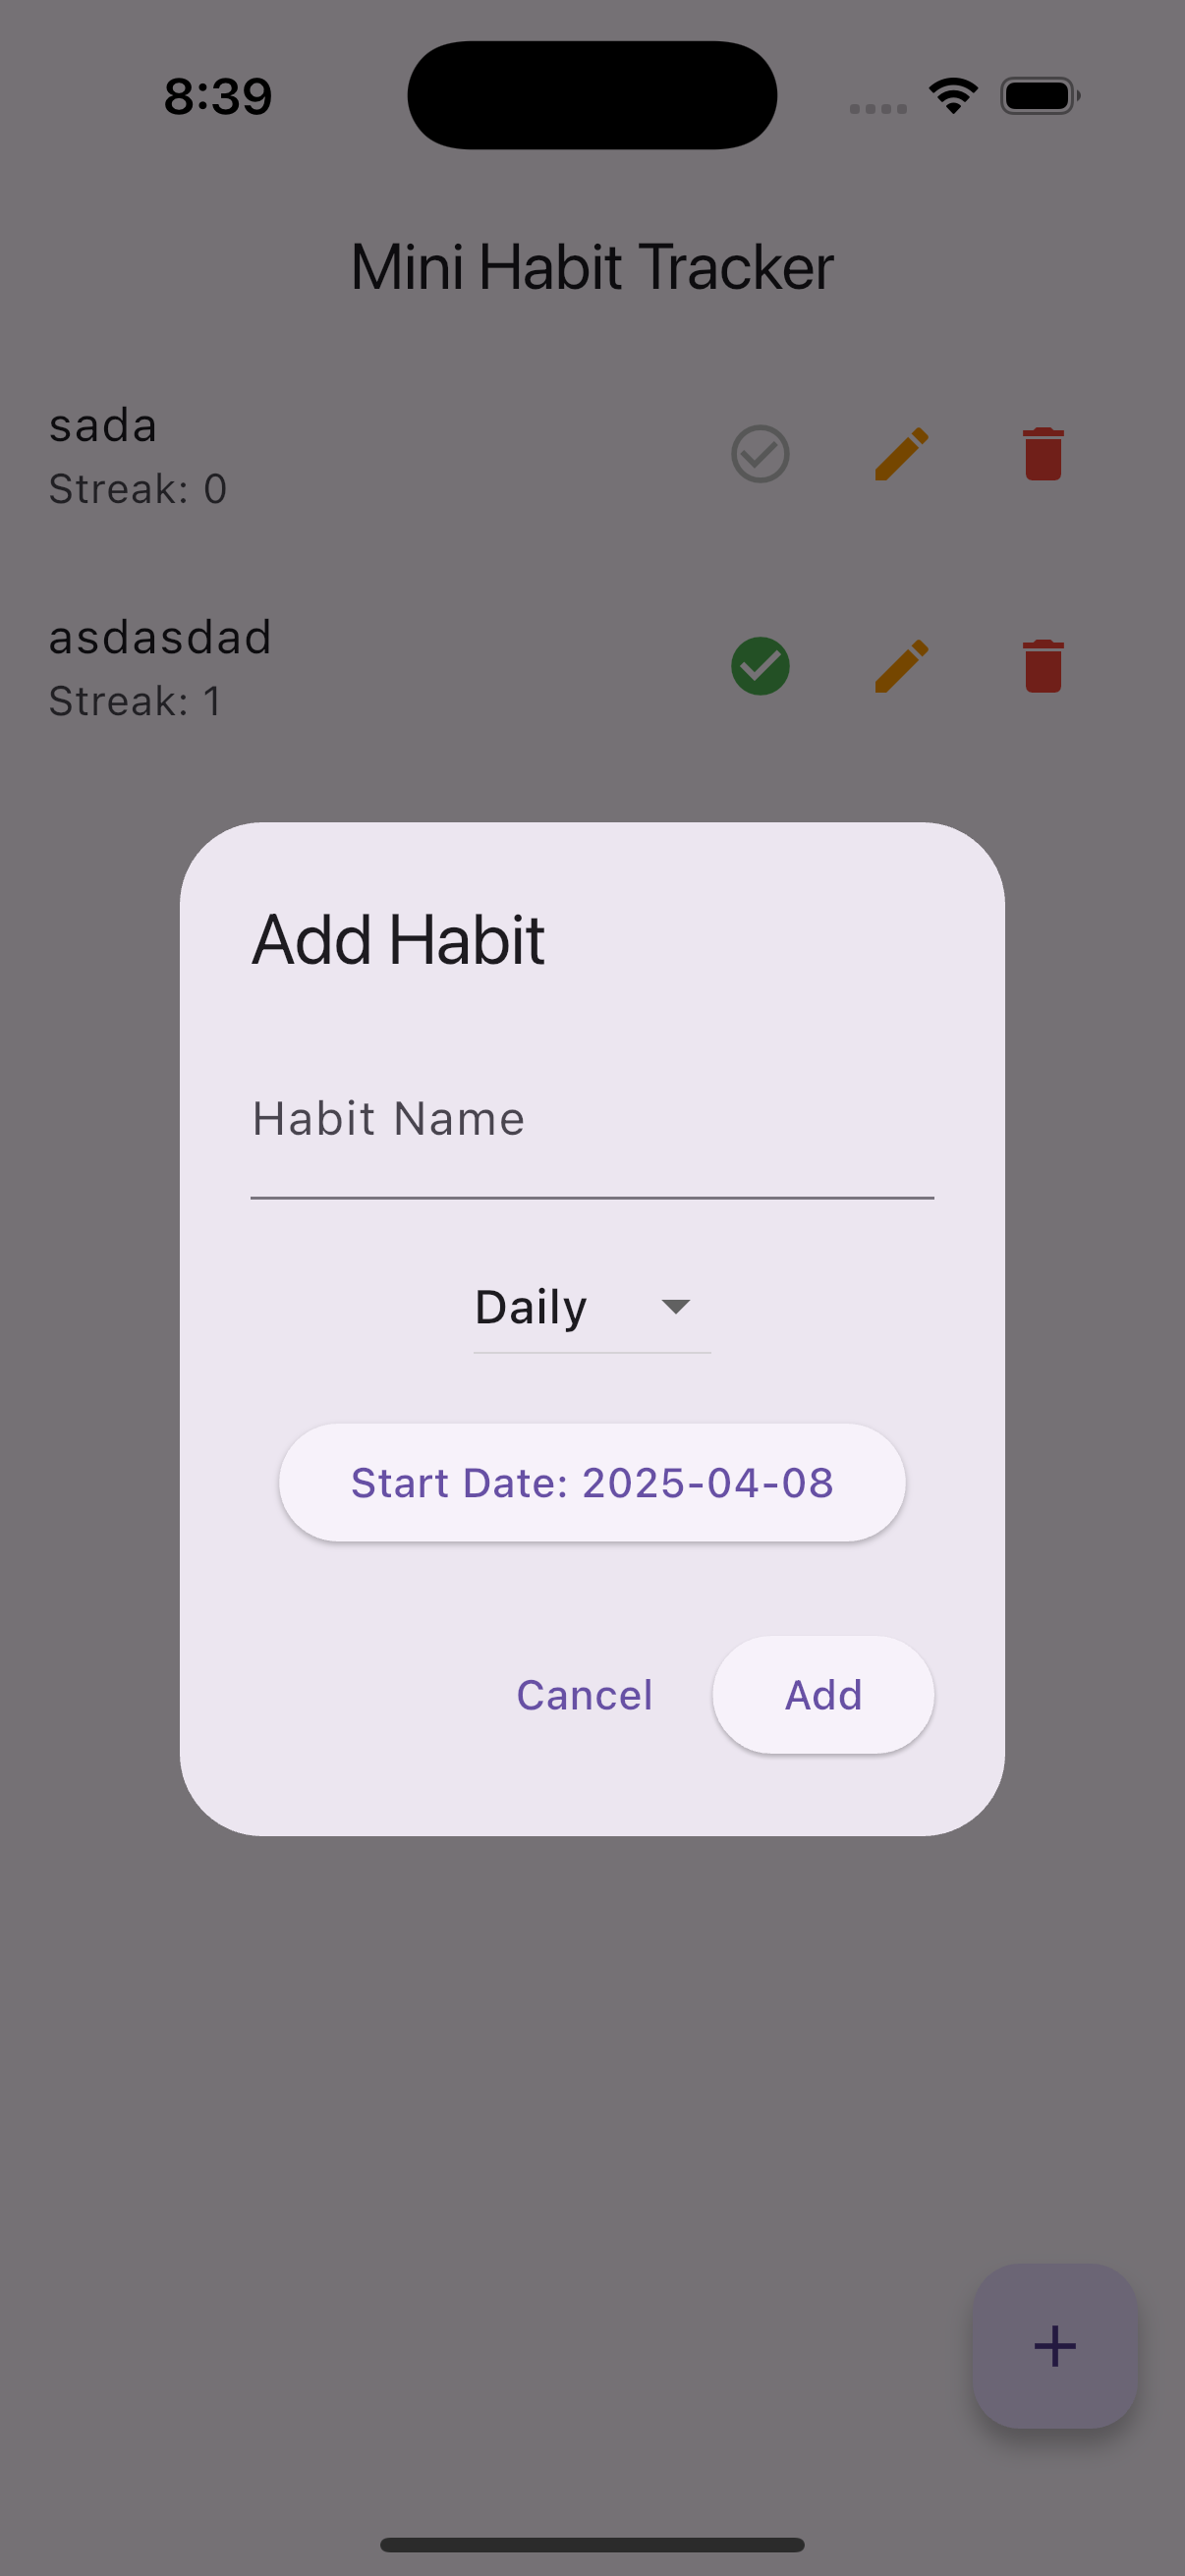 8:39
Mini Habit Tracker
sada
Streak: 0
asdasdad
Streak: 1
Add Habit
Habit Name
Daily
Start Date: 2025-04-08
Cancel
Add